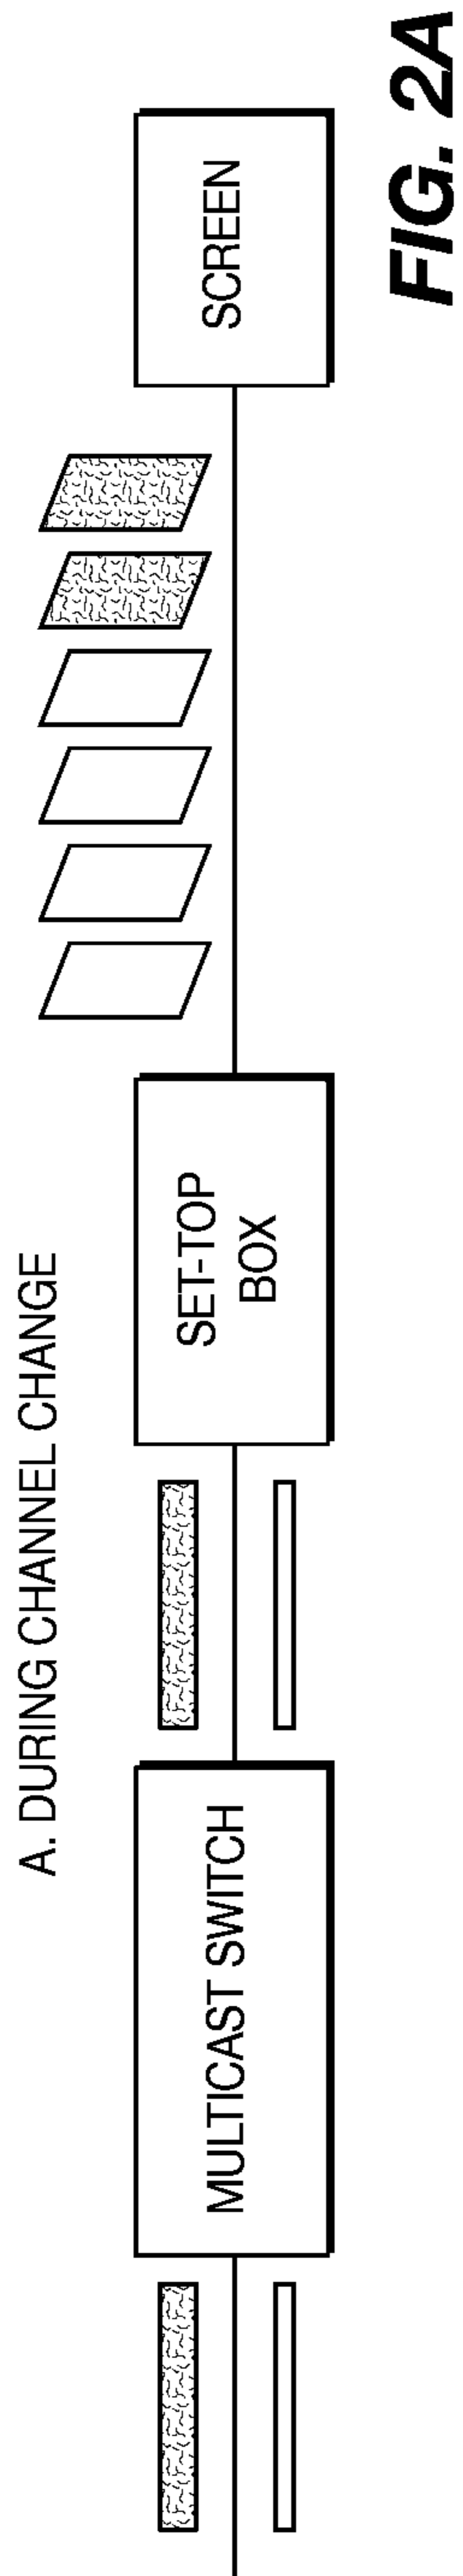 A. DURING CHANNEL CHANGE
MULTICAST SWITCH
SET-TOP
BOX
SCREEN
FIG. 2A